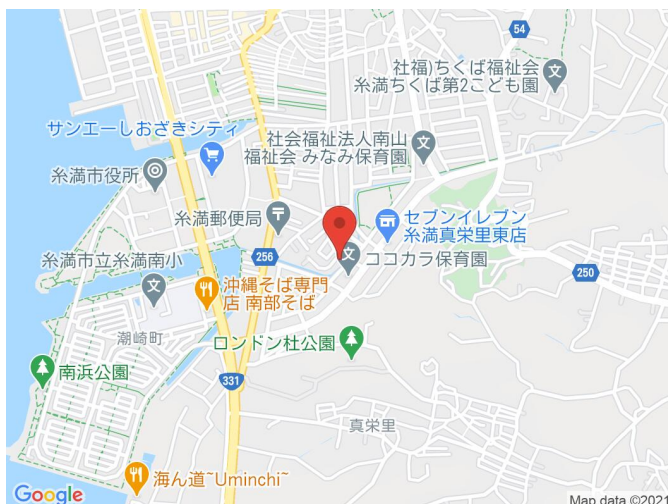 54
社福)ちくば福祉会
糸満ちくば第2こども園
サンエーしおざきシティ
社会福祉法人南山
福祉会 みなみ保育園
糸満市役所
糸満郵便局
セブンイレブン
糸満真栄里東店
256
ココカラ保育園
糸満市立糸満南小
250
沖縄そば専門
店 南部そば
潮崎町
ロンドン杜公園
南浜公園
331
真栄里
海ん道~Uminchi~
Google
Map data ©2021